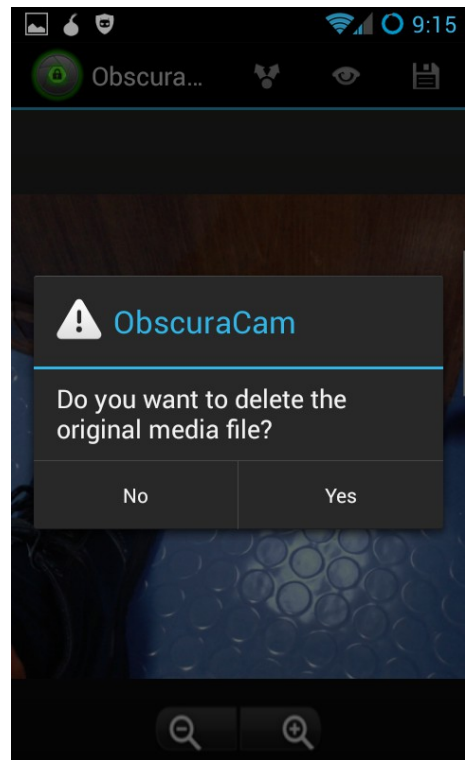 9:15
Obscura...
ObscuraCam
Do you want to delete the
original media file?
No Yes